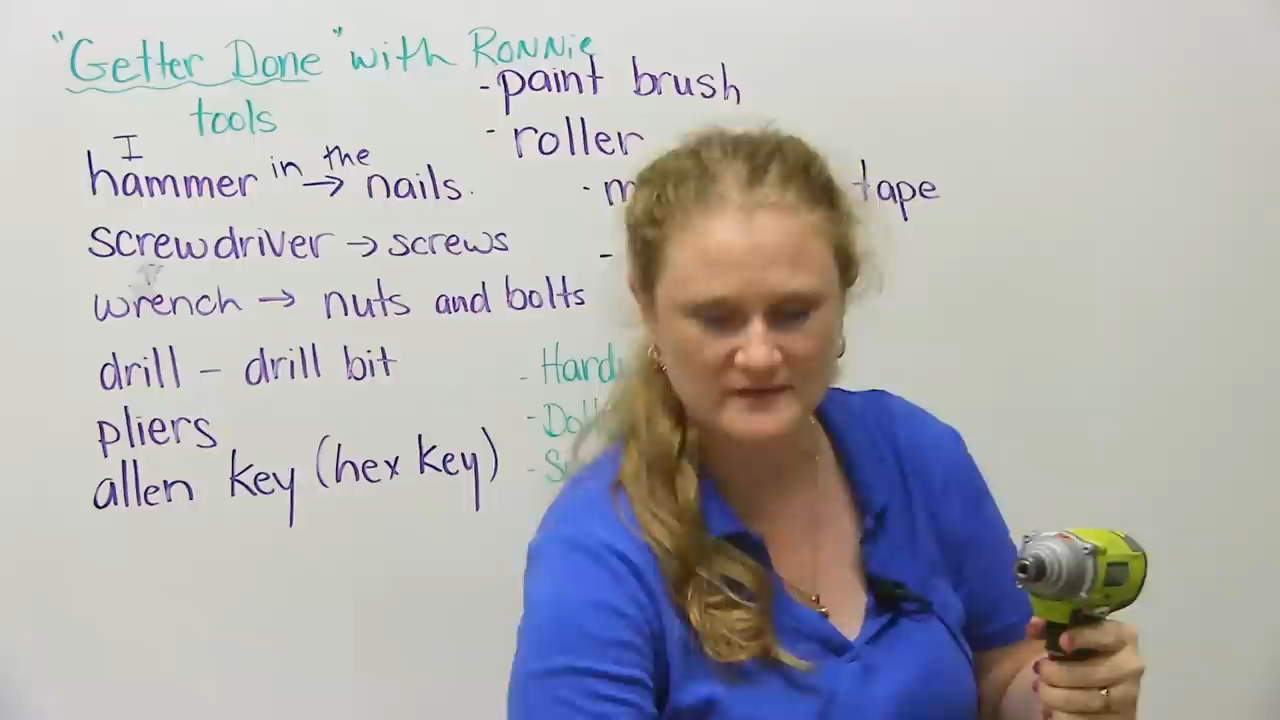 "Getter Done" with Ronnie
tools
I
hammer in the → nails.
screwdriver → screws
wrench → nuts and bolts
drill - drill bit
pliers
allen key (hex key)
- paint brush
- roller
tape